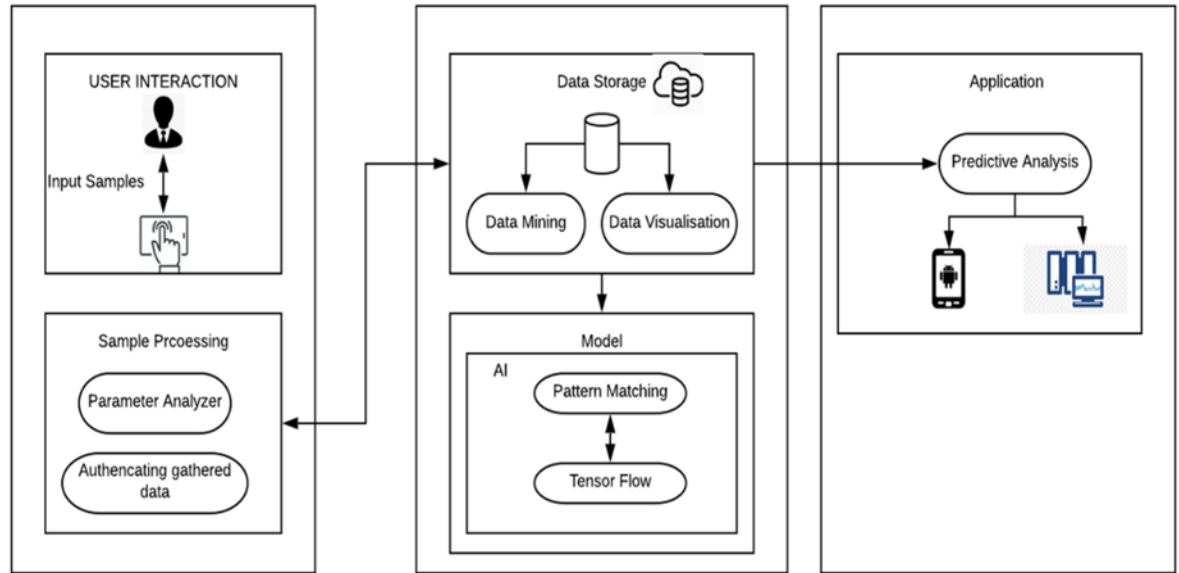 USER INTERACTION
Input Samples
Sample Prcoessing
Parameter Analyzer
Authencating gathered
data
Data Storage
Data Mining
Data Visualisation
Model
AI
Pattern Matching
Tensor Flow
Application
Predictive Analysis